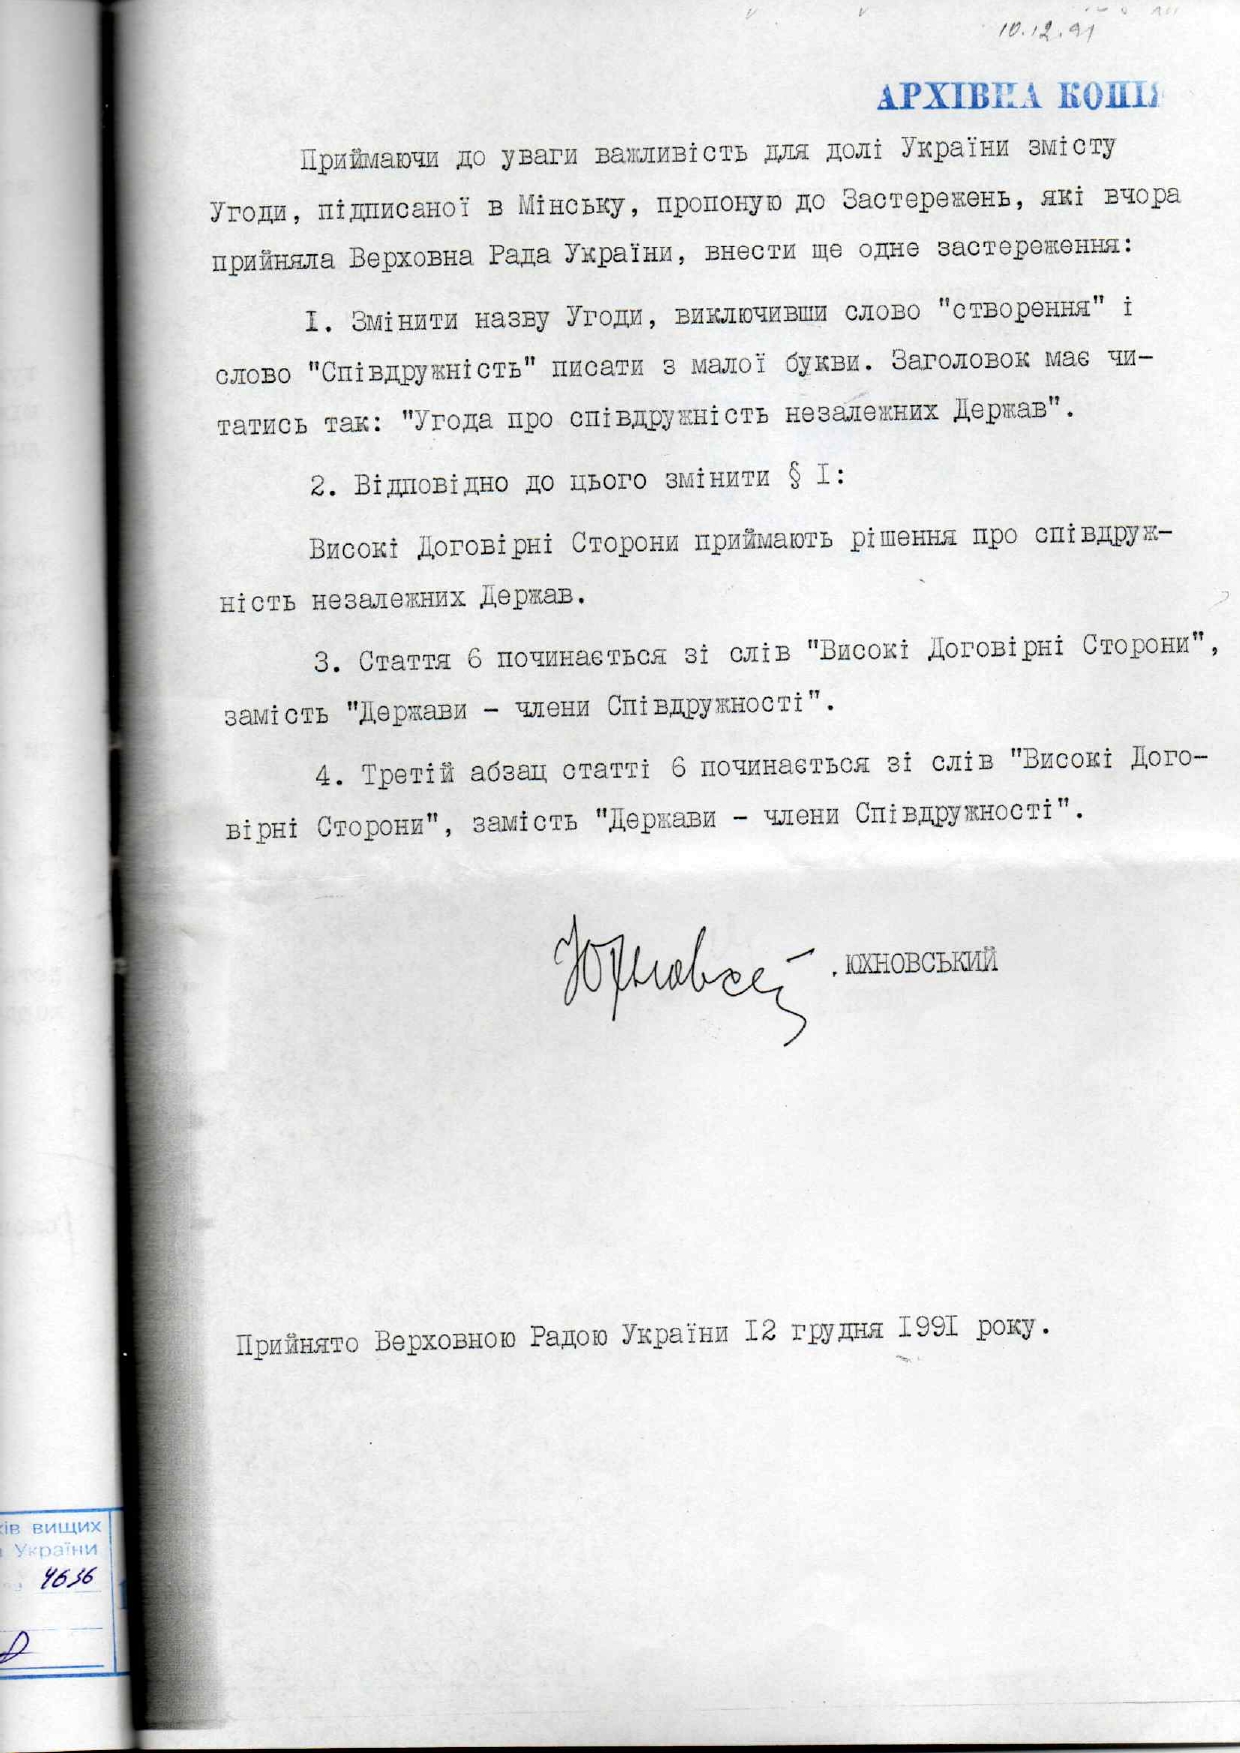 10.12.91
АРХІВНА КОПІЯ
Приймаючи до уваги важливість для долі України змісту
Угоди, підписаної в Мінську, пропоную до Застережень, які вчора
прийняла Верховна Рада України, внести ще одне застереження:
I. Змінити назву Угоди, виключивши слово "створення" і
слово "Співдружність" писати з малої букви. Заголовок має чи-
татись так: "Угода про співдружність незалежних Держав".
2. Відповідно до цього змінити § I:
Високі Договірні Сторони приймають рішення про співдруж-
ність незалежних Держав.
3. Стаття 6 починається зі слів "Високі Договірні Сторони",
замість "Держави - члени Співдружності".
4. Третій абзац статті 6 починається зі слів "Високі Дого-
вірні Сторони", замість "Держави - члени Співдружності".
Юхновський
. ЮХНОВСЬКИЙ
Прийнято Верховною Радою України I2 грудня I99I року.
ів вищих
України
4636